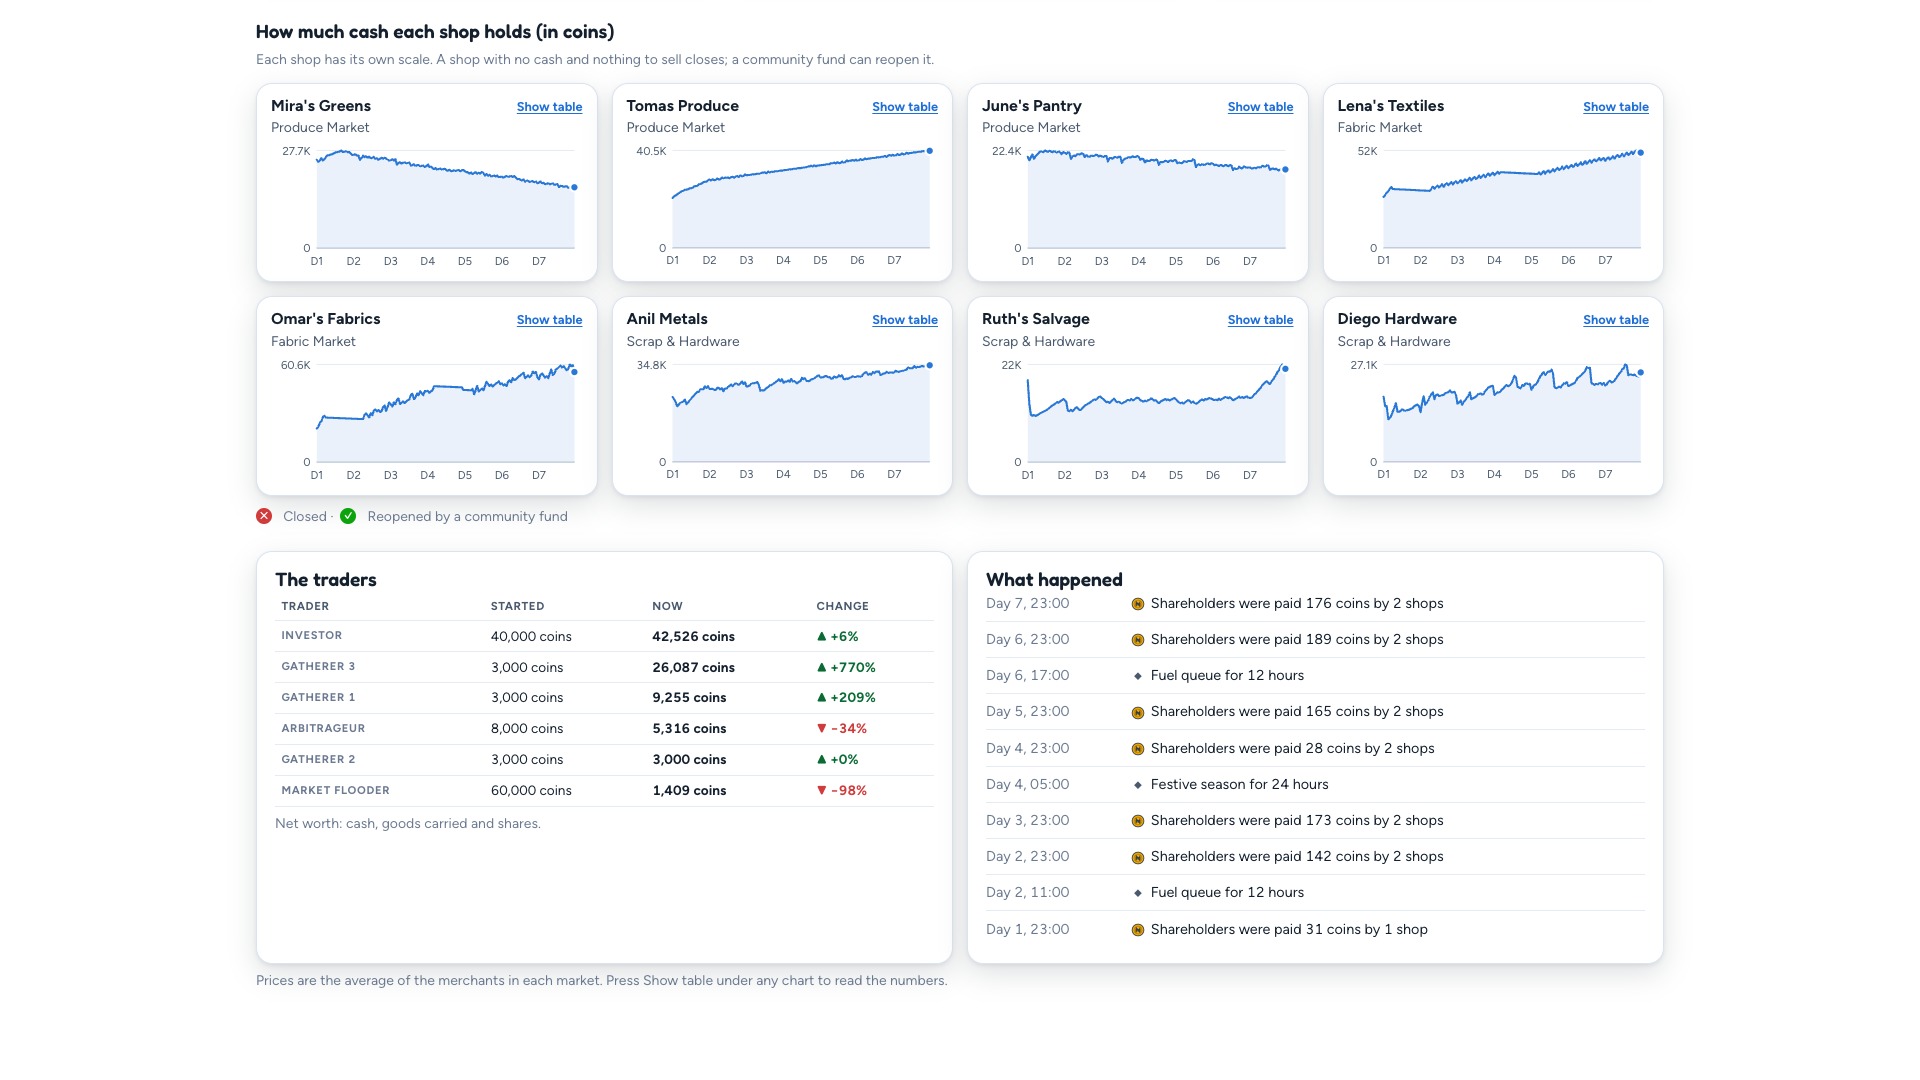 How much cash each shop holds (in coins)
Each shop has its own scale. A shop with no cash and nothing to sell closes; a community fund can reopen it.
Mira's Greens Show table
Produce Market
27.7K
0
D1 D2 D3 D4 D5 D6 D7
Tomas Produce Show table
Produce Market
40.5K
0
D1 D2 D3 D4 D5 D6 D7
June's Pantry Show table
Produce Market
22.4K
0
D1 D2 D3 D4 D5 D6 D7
Lena's Textiles Show table
Fabric Market
52K
0
D1 D2 D3 D4 D5 D6 D7
Omar's Fabrics Show table
Fabric Market
60.6K
0
D1 D2 D3 D4 D5 D6 D7
Anil Metals Show table
Scrap & Hardware
34.8K
0
D1 D2 D3 D4 D5 D6 D7
Ruth's Salvage Show table
Scrap & Hardware
22K
0
D1 D2 D3 D4 D5 D6 D7
Diego Hardware Show table
Scrap & Hardware
27.1K
0
D1 D2 D3 D4 D5 D6 D7
Closed · Reopened by a community fund
The traders
TRADER STARTED NOW CHANGE
INVESTOR 40,000 coins 42,526 coins ▲ +6%
GATHERER 3 3,000 coins 26,087 coins ▲ +770%
GATHERER 1 3,000 coins 9,255 coins ▲ +209%
ARBITRAGEUR 8,000 coins 5,316 coins ▼ −34%
GATHERER 2 3,000 coins 3,000 coins ▲ +0%
MARKET FLOODER 60,000 coins 1,409 coins ▼ −98%
Net worth: cash, goods carried and shares.
What happened
Day 7, 23:00 Shareholders were paid 176 coins by 2 shops
Day 6, 23:00 Shareholders were paid 189 coins by 2 shops
Day 6, 17:00 ◆ Fuel queue for 12 hours
Day 5, 23:00 Shareholders were paid 165 coins by 2 shops
Day 4, 23:00 Shareholders were paid 28 coins by 2 shops
Day 4, 05:00 ◆ Festive season for 24 hours
Day 3, 23:00 Shareholders were paid 173 coins by 2 shops
Day 2, 23:00 Shareholders were paid 142 coins by 2 shops
Day 2, 11:00 ◆ Fuel queue for 12 hours
Day 1, 23:00 Shareholders were paid 31 coins by 1 shop
Prices are the average of the merchants in each market. Press Show table under any chart to read the numbers.